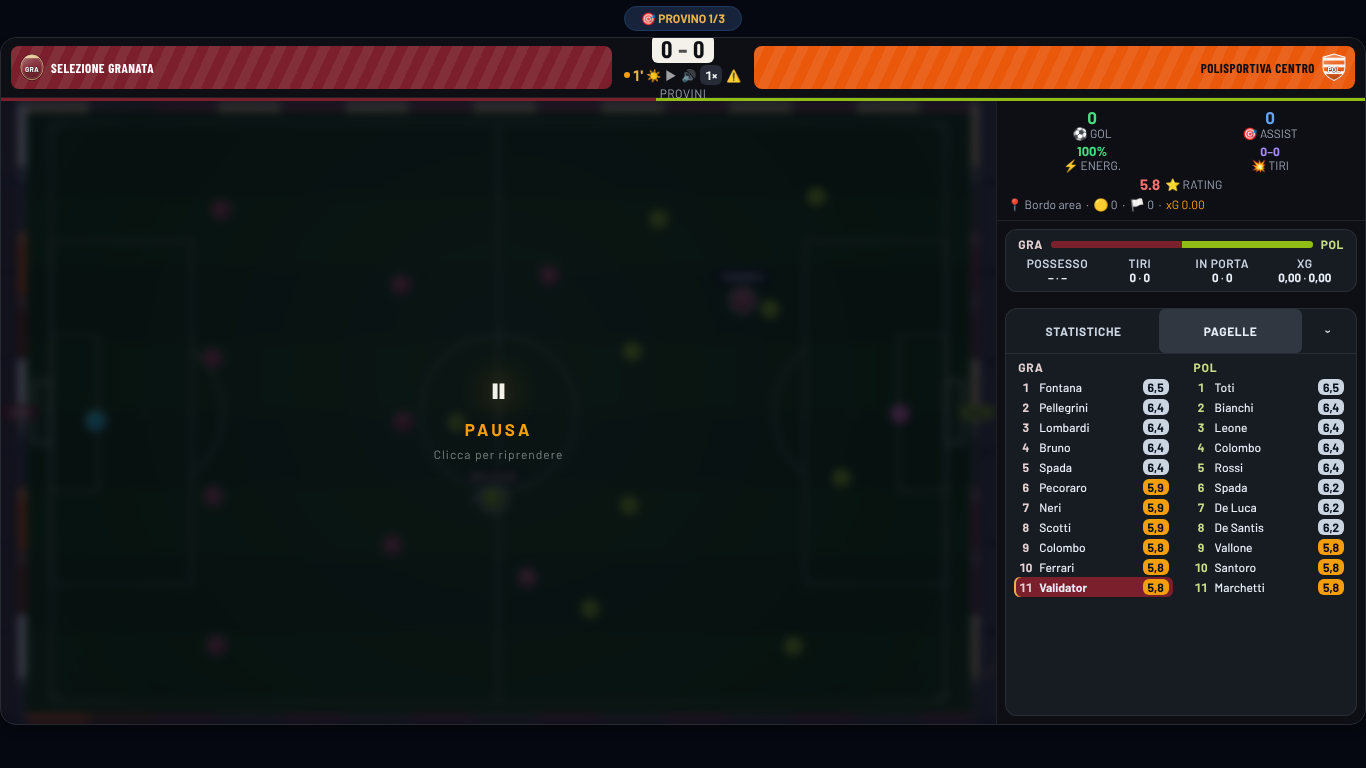 🎯 PROVINO 1/3
GRA SELEZIONE GRANATA
0 - 0
1' ☀️ ▶ 🔊 1× ⚠️
PROVINI
POLISPORTIVA CENTRO POL
0 0
⚽ GOL 🎯 ASSIST
100% 0–0
⚡ ENERG. 💥 TIRI
5.8 ⭐ RATING
📍 Bordo area · 🟡 0 · 🏳️ 0 · xG 0.00
GRA POL
POSSESSO TIRI IN PORTA XG
– · – 0 · 0 0 · 0 0,00 · 0,00
STATISTICHE PAGELLE
GRA POL
1 Fontana 6,5 1 Toti 6,5
2 Pellegrini 6,4 2 Bianchi 6,4
3 Lombardi 6,4 3 Leone 6,4
4 Bruno 6,4 4 Colombo 6,4
5 Spada 6,4 5 Rossi 6,4
6 Pecoraro 5,9 6 Spada 6,2
7 Neri 5,9 7 De Luca 6,2
8 Scotti 5,9 8 De Santis 6,2
9 Colombo 5,8 9 Vallone 5,8
10 Ferrari 5,8 10 Santoro 5,8
11 Validator 5,8 11 Marchetti 5,8
PAUSA
Clicca per riprendere